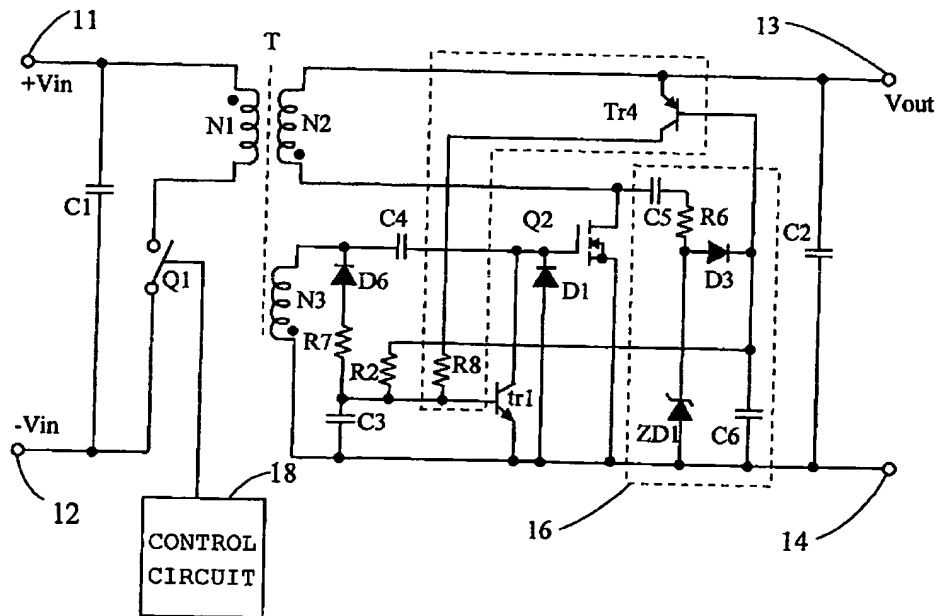 11
T
13
+Vin
Vout
N1
N2
Tr4
C1
C4
Q2
C5
R6
C2
Q1
N3
D6
D1
D3
R7
R2
R8
tr1
C3
ZD1
C6
-Vin
12
18
16
14
CONTROL
CIRCUIT